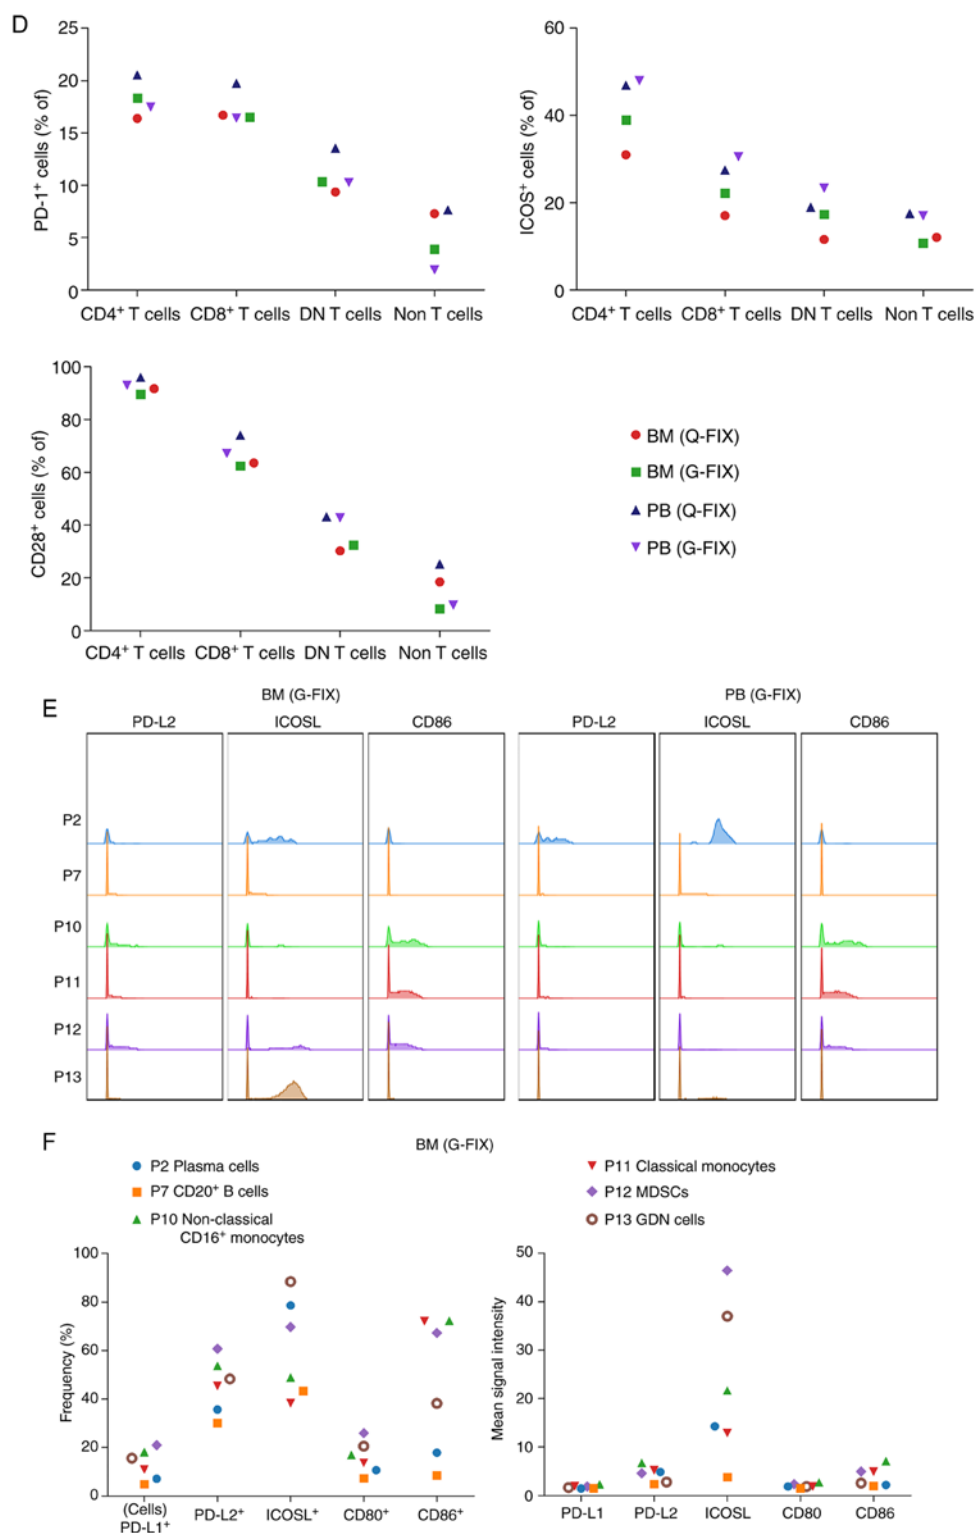 D
25
20
15
10
5
0
PD-1+ cells (% of)
CD4+ T cells CD8+ T cells DN T cells Non T cells
60
40
20
0
ICOS+ cells (% of)
CD4+ T cells CD8+ T cells DN T cells Non T cells
100
80
60
40
20
0
CD28+ cells (% of)
CD4+ T cells CD8+ T cells DN T cells Non T cells
BM (Q-FIX)
BM (G-FIX)
PB (Q-FIX)
PB (G-FIX)
E
BM (G-FIX) PB (G-FIX)
PD-L2 ICOSL CD86 PD-L2 ICOSL CD86
P2
P7
P10
P11
P12
P13
F
BM (G-FIX)
P2 Plasma cells
P7 CD20+ B cells
P10 Non-classical
CD16+ monocytes
P11 Classical monocytes
P12 MDSCs
P13 GDN cells
100
80
60
40
20
0
Frequency (%)
(Cells)
PD-L1+ PD-L2+ ICOSL+ CD80+ CD86+
50
40
30
20
10
0
Mean signal intensity
PD-L1 PD-L2 ICOSL CD80 CD86